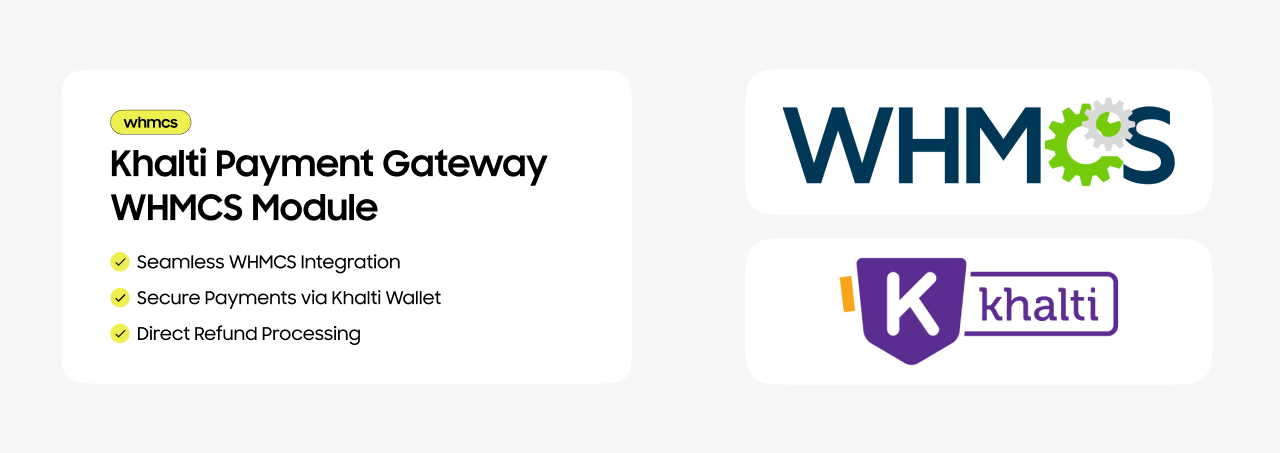 whmcs
Khalti Payment Gateway
WHMCS Module
Seamless WHMCS Integration
Secure Payments via Khalti Wallet
Direct Refund Processing
WHMCS
K khalti